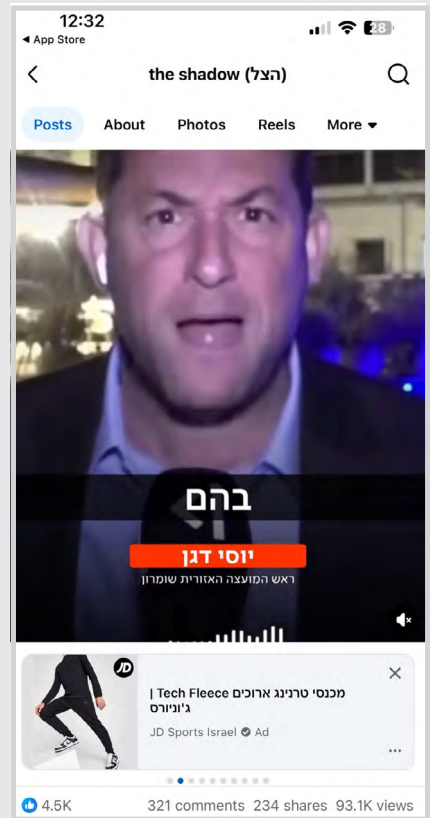 12:32
28
App Store
the shadow (הצל)
Posts About Photos Reels More
בהם
יוסי דגן
ראש המועצה האזורית שומרון
JD
מכנסי טרנינג ארוכים Tech Fleece |
ג'וניורס
JD Sports Israel Ad
4.5K 321 comments 234 shares 93.1K views